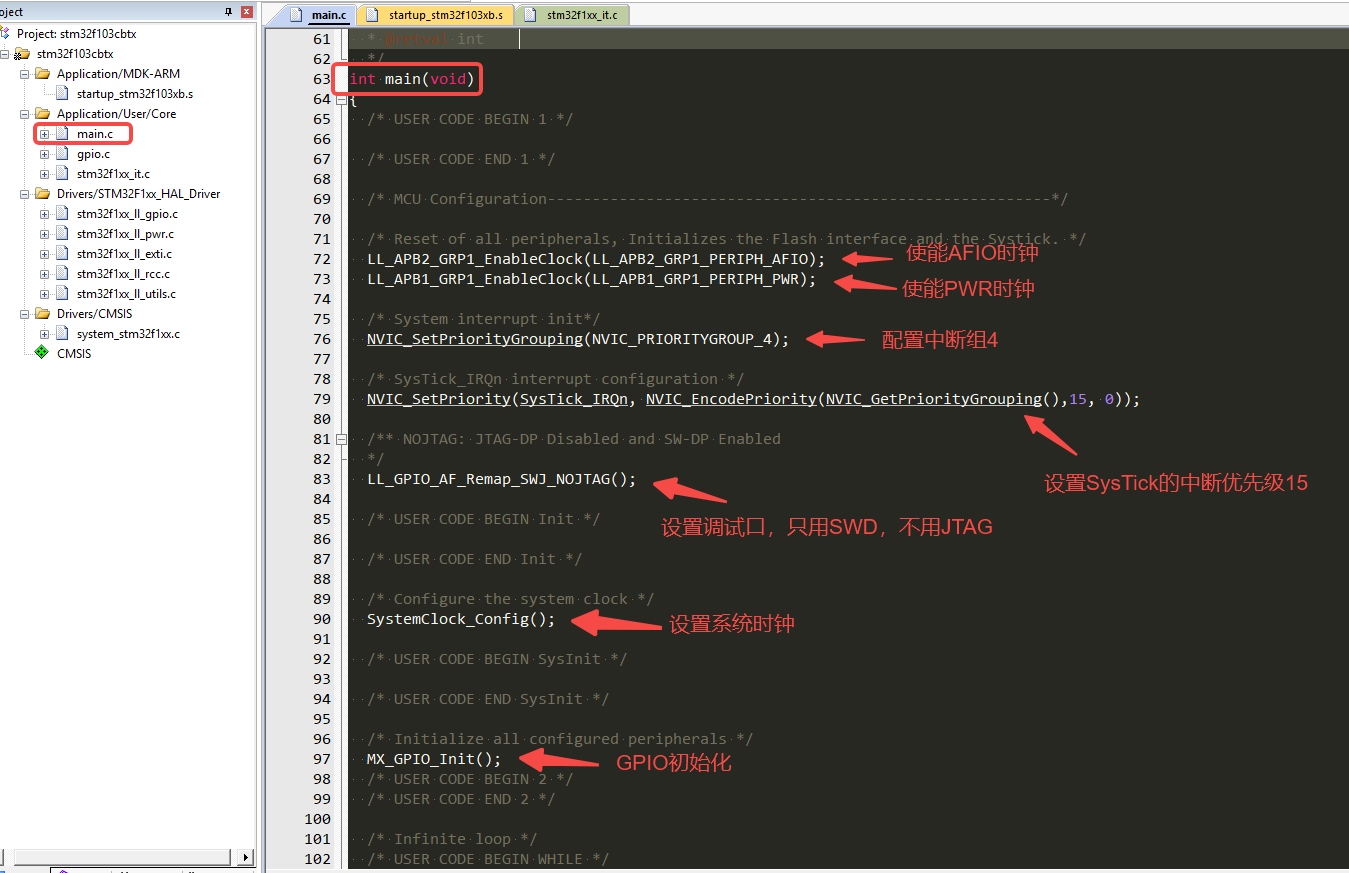 oject
Project: stm32f103cbtx
stm32f103cbtx
Application/MDK-ARM
startup_stm32f103xb.s
Application/User/Core
main.c
gpio.c
stm32f1xx_it.c
Drivers/STM32F1xx_HAL_Driver
stm32f1xx_ll_gpio.c
stm32f1xx_ll_pwr.c
stm32f1xx_ll_exti.c
stm32f1xx_ll_rcc.c
stm32f1xx_ll_utils.c
Drivers/CMSIS
system_stm32f1xx.c
CMSIS
main.c startup_stm32f103xb.s stm32f1xx_it.c
61 * @retval int
62 */
63 int main(void)
64 {
65 /* USER CODE BEGIN 1 */
66
67 /* USER CODE END 1 */
68
69 /* MCU Configuration--------------------------------------------------------*/
70
71 /* Reset of all peripherals, Initializes the Flash interface and the Systick. */
72 LL_APB2_GRP1_EnableClock(LL_APB2_GRP1_PERIPH_AFIO); 使能AFIO时钟
73 LL_APB1_GRP1_EnableClock(LL_APB1_GRP1_PERIPH_PWR); 使能PWR时钟
74
75 /* System interrupt init*/
76 NVIC_SetPriorityGrouping(NVIC_PRIORITYGROUP_4); 配置中断组4
77
78 /* SysTick_IRQn interrupt configuration */
79 NVIC_SetPriority(SysTick_IRQn, NVIC_EncodePriority(NVIC_GetPriorityGrouping(),15, 0));
80
81 /** NOJTAG: JTAG-DP Disabled and SW-DP Enabled
82 */
83 LL_GPIO_AF_Remap_SWJ_NOJTAG(); 设置SysTick的中断优先级15
84
85 /* USER CODE BEGIN Init */ 设置调试口，只用SWD，不用JTAG
86
87 /* USER CODE END Init */
88
89 /* Configure the system clock */
90 SystemClock_Config(); 设置系统时钟
91
92 /* USER CODE BEGIN SysInit */
93
94 /* USER CODE END SysInit */
95
96 /* Initialize all configured peripherals */
97 MX_GPIO_Init(); GPIO初始化
98 /* USER CODE BEGIN 2 */
99 /* USER CODE END 2 */
100
101 /* Infinite loop */
102 /* USER CODE BEGIN WHILE */